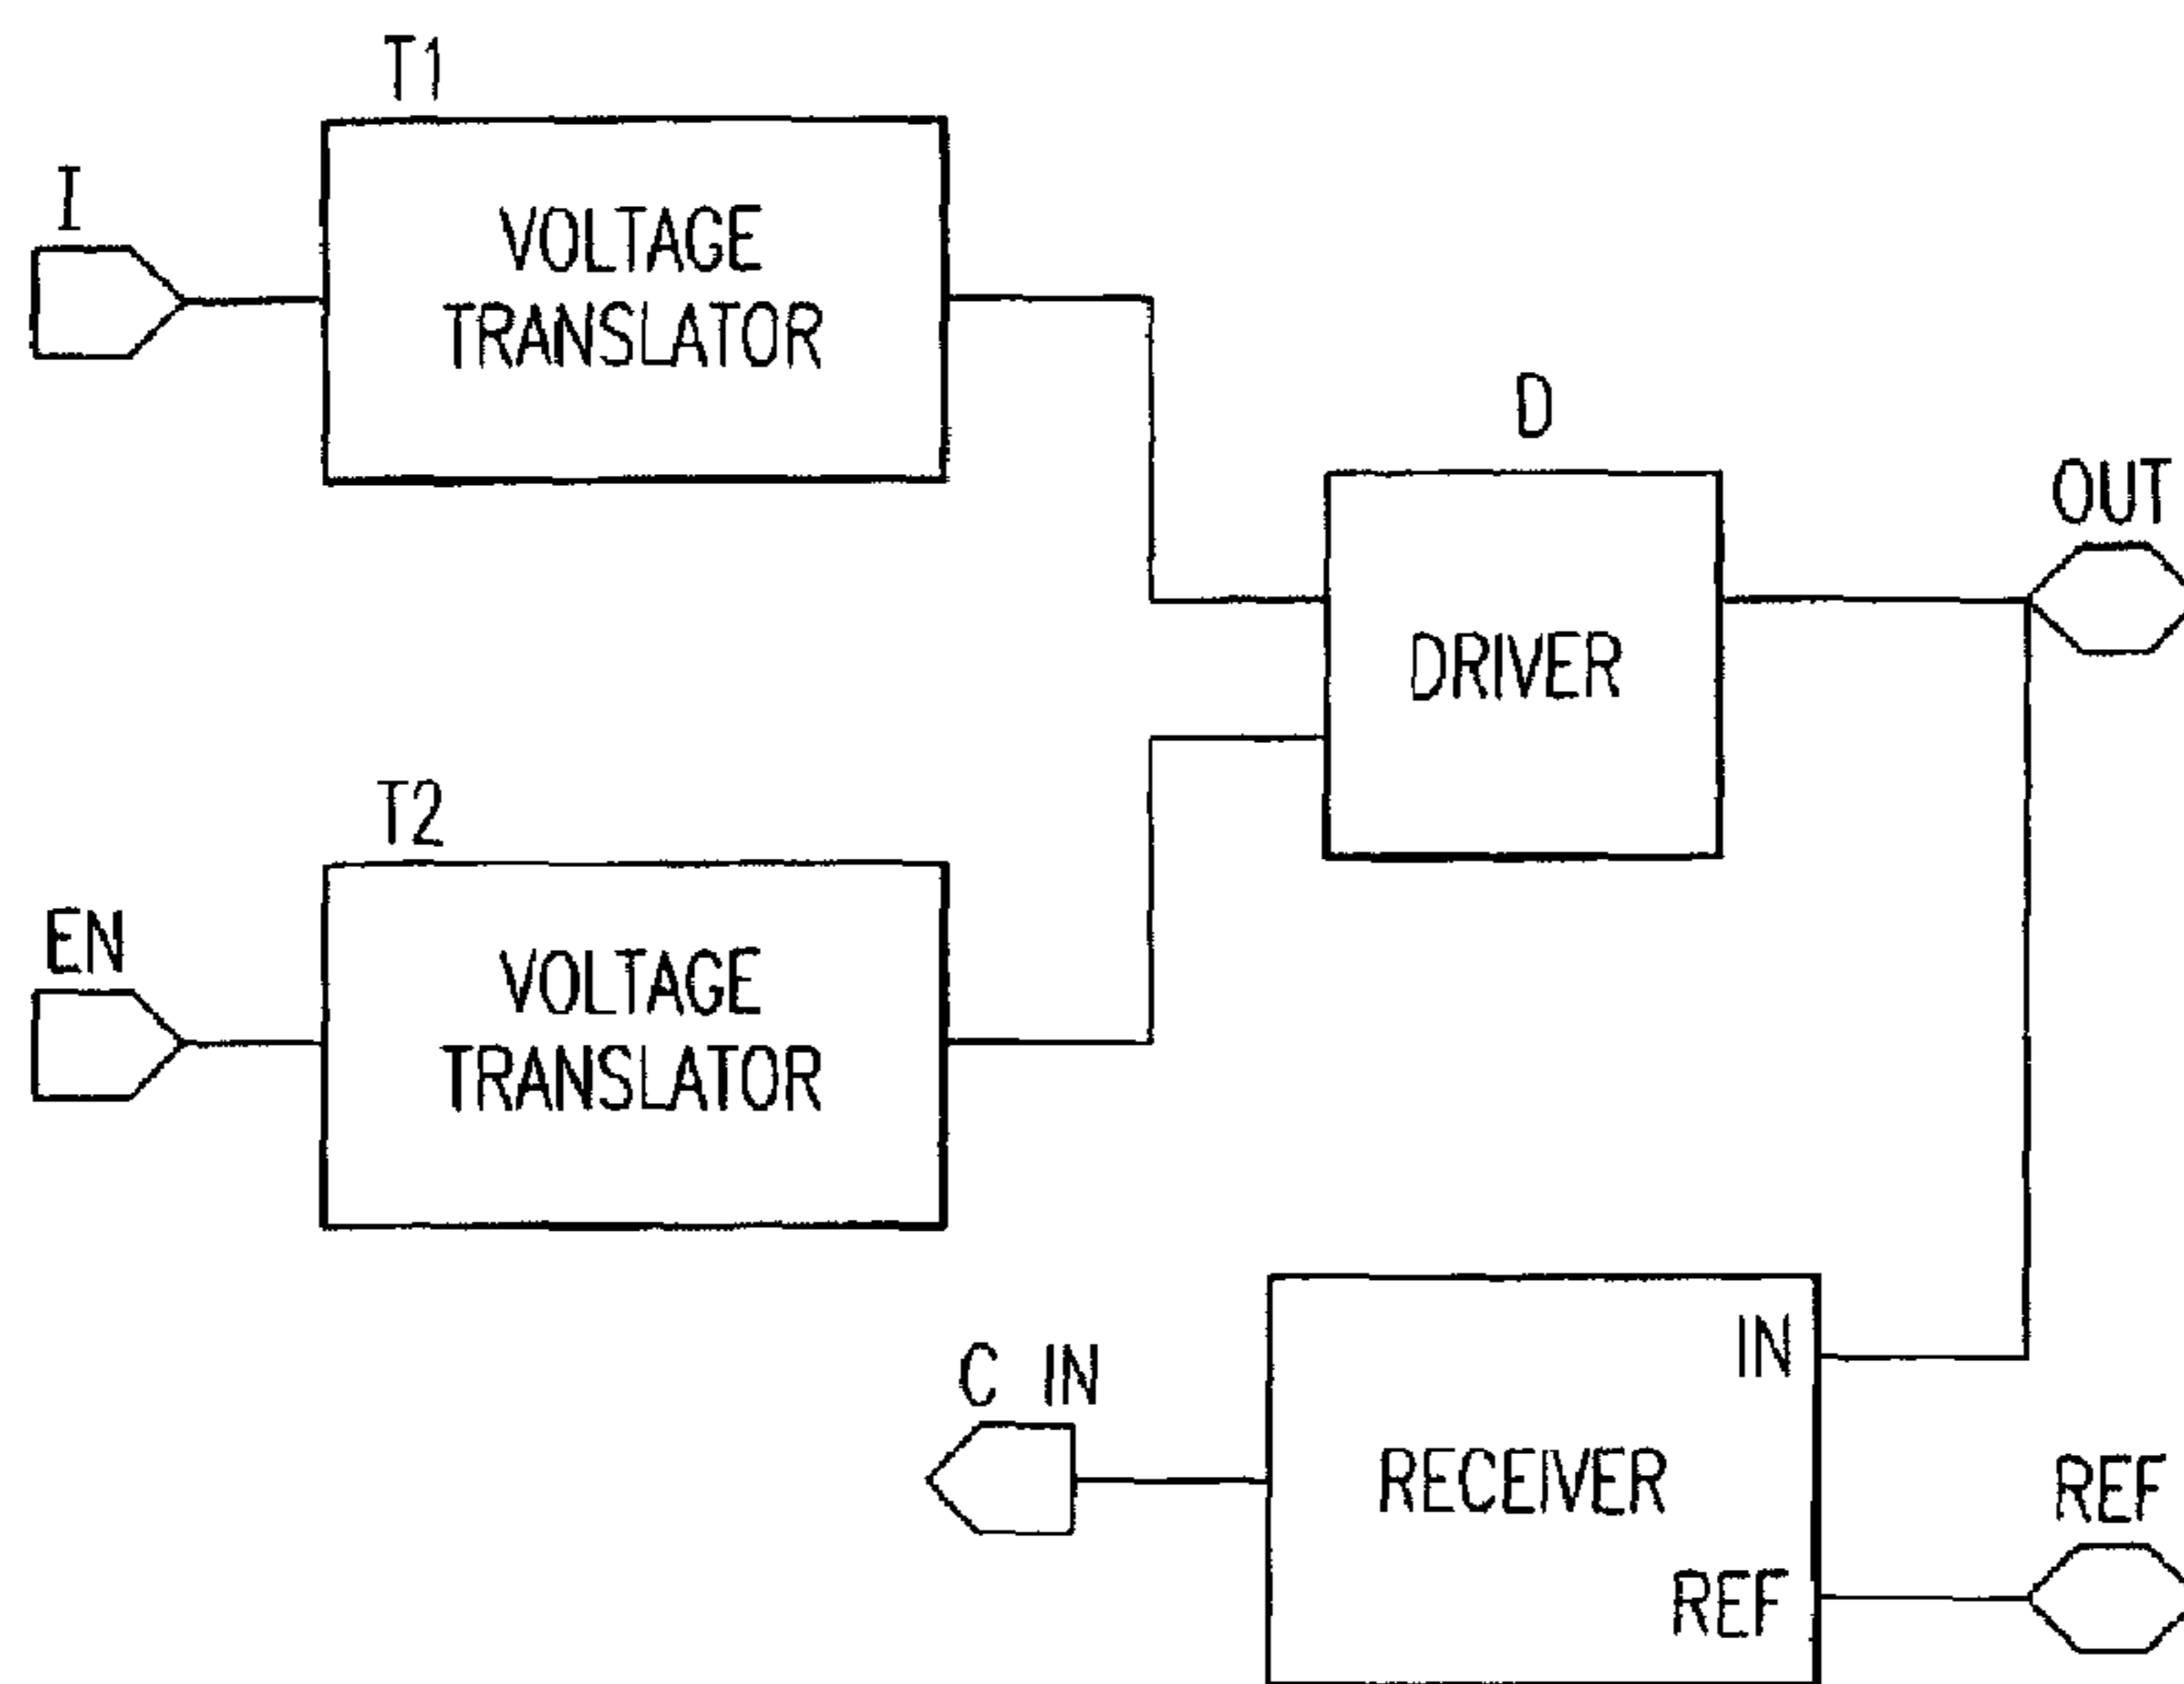 T1
I
VOLTAGE
TRANSLATOR
D
OUT
DRIVER
T2
EN
VOLTAGE
TRANSLATOR
IN
C IN
RECEIVER
REF
REF